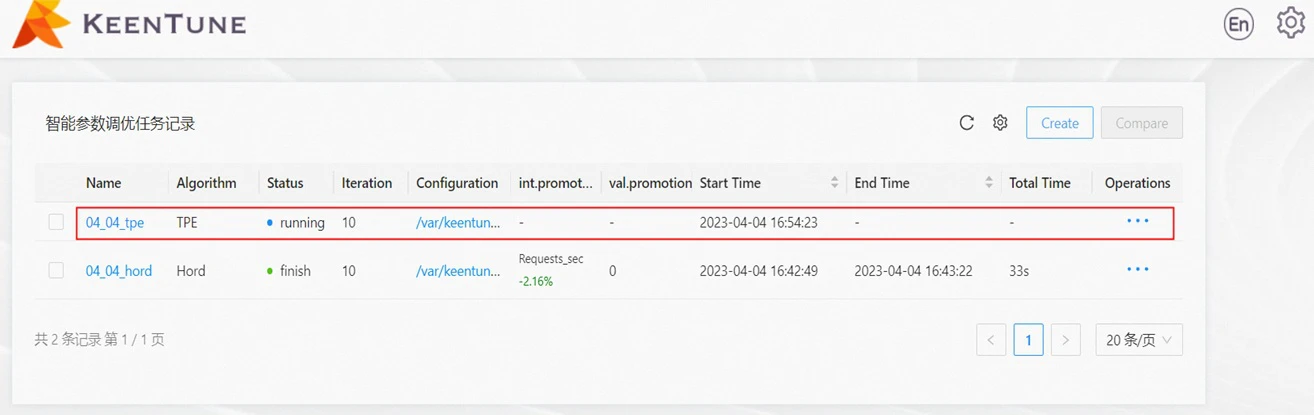 KEENTUNE
En
智能参数调优任务记录
Create
Compare
Name Algorithm Status Iteration Configuration int.promot... val.promotion Start Time End Time Total Time Operations
04_04_tpe TPE running 10 /var/keentun... - - 2023-04-04 16:54:23 - - •••
04_04_hord Hord finish 10 /var/keentun... Requests_sec -2.16% 0 2023-04-04 16:42:49 2023-04-04 16:43:22 33s •••
共 2 条记录 第 1 / 1 页
< 1 > 20 条/页